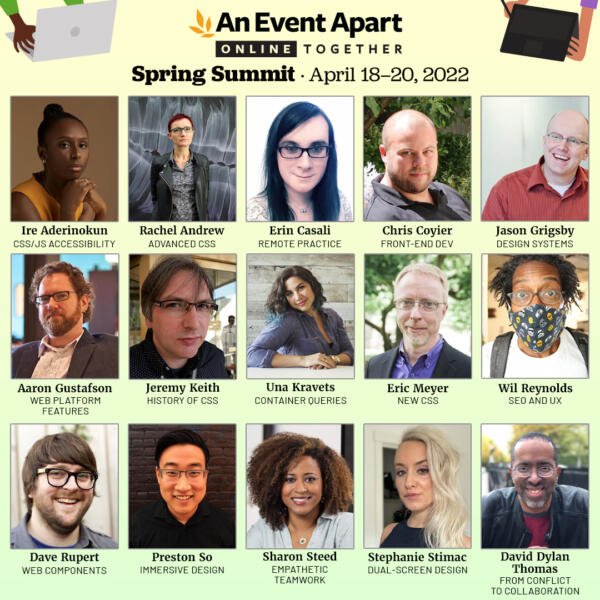 An Event Apart
ONLINE TOGETHER
Spring Summit · April 18–20, 2022
Ire Aderinokun
CSS/JS ACCESSIBILITY
Rachel Andrew
ADVANCED CSS
Erin Casali
REMOTE PRACTICE
Chris Coyier
FRONT-END DEV
Jason Grigsby
DESIGN SYSTEMS
Aaron Gustafson
WEB PLATFORM
FEATURES
Jeremy Keith
HISTORY OF CSS
Una Kravets
CONTAINER QUERIES
Eric Meyer
NEW CSS
Wil Reynolds
SEO AND UX
Dave Rupert
WEB COMPONENTS
Preston So
IMMERSIVE DESIGN
Sharon Steed
EMPATHETIC
TEAMWORK
Stephanie Stimac
DUAL-SCREEN DESIGN
David Dylan
Thomas
FROM CONFLICT
TO COLLABORATION